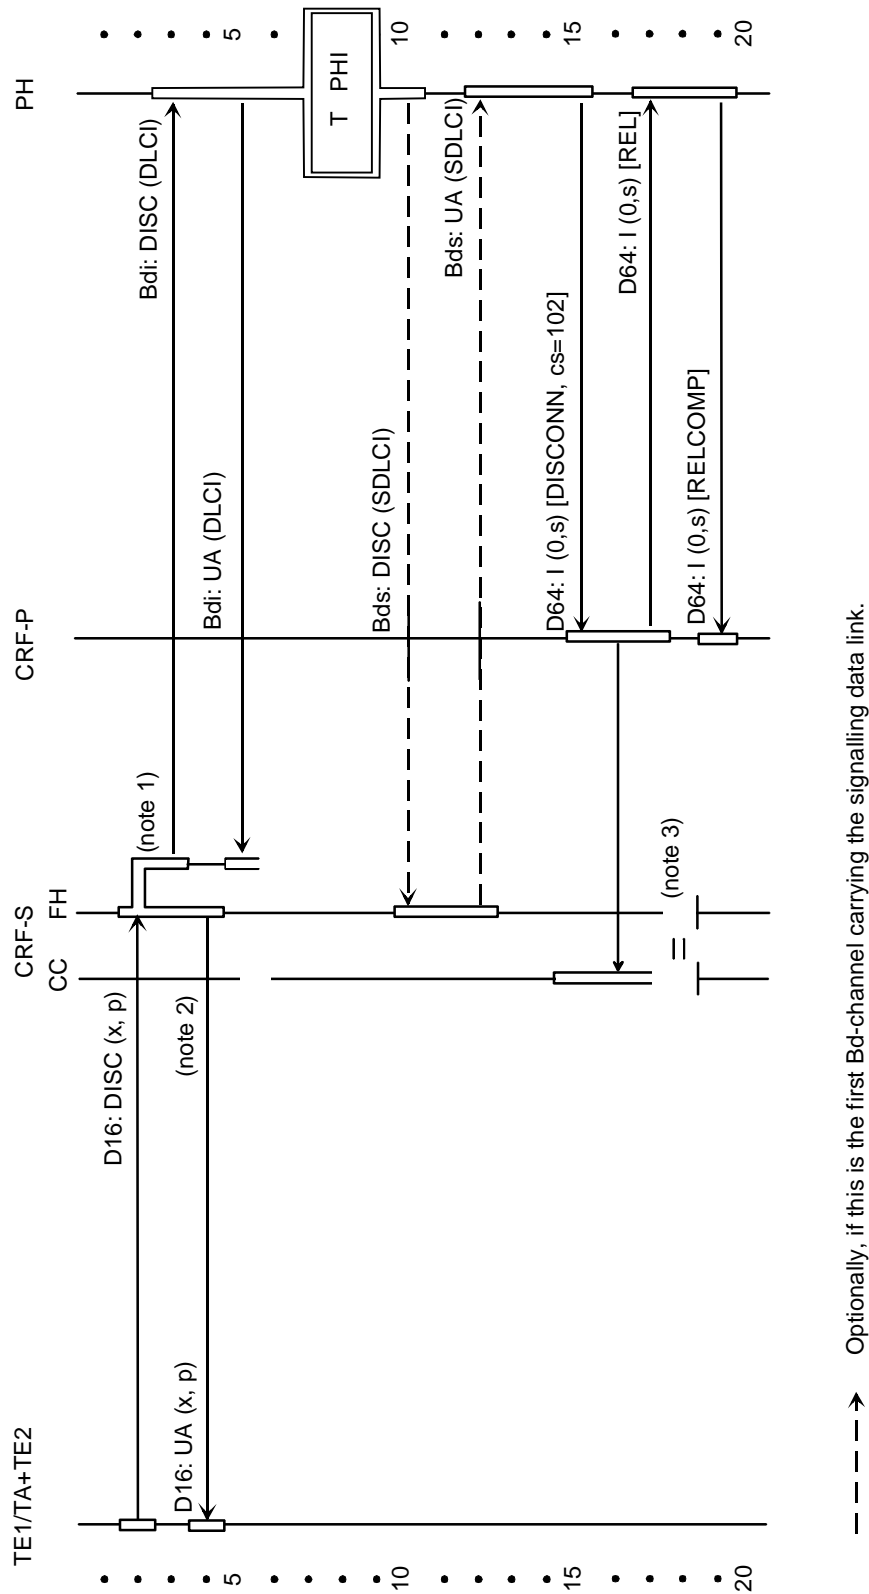 TE1/TA+TE2
CRF-S
CC
FH
CRF-P
PH
D16: DISC (x, p)
(note 1)
Bdi: DISC (DLCI)
D16: UA (x, p)
(note 2)
Bdi: UA (DLCI)
5
5
T PHI
Bds: DISC (SDLCI)
10
10
Bds: UA (SDLCI)
D64: I (0,s) [DISCONN, cs=102]
15
15
D64: I (0,s) [REL]
(note 3)
=
D64: I (0,s) [RELCOMP]
20
20
Optionally, if this is the first Bd-channel carrying the signalling data link.